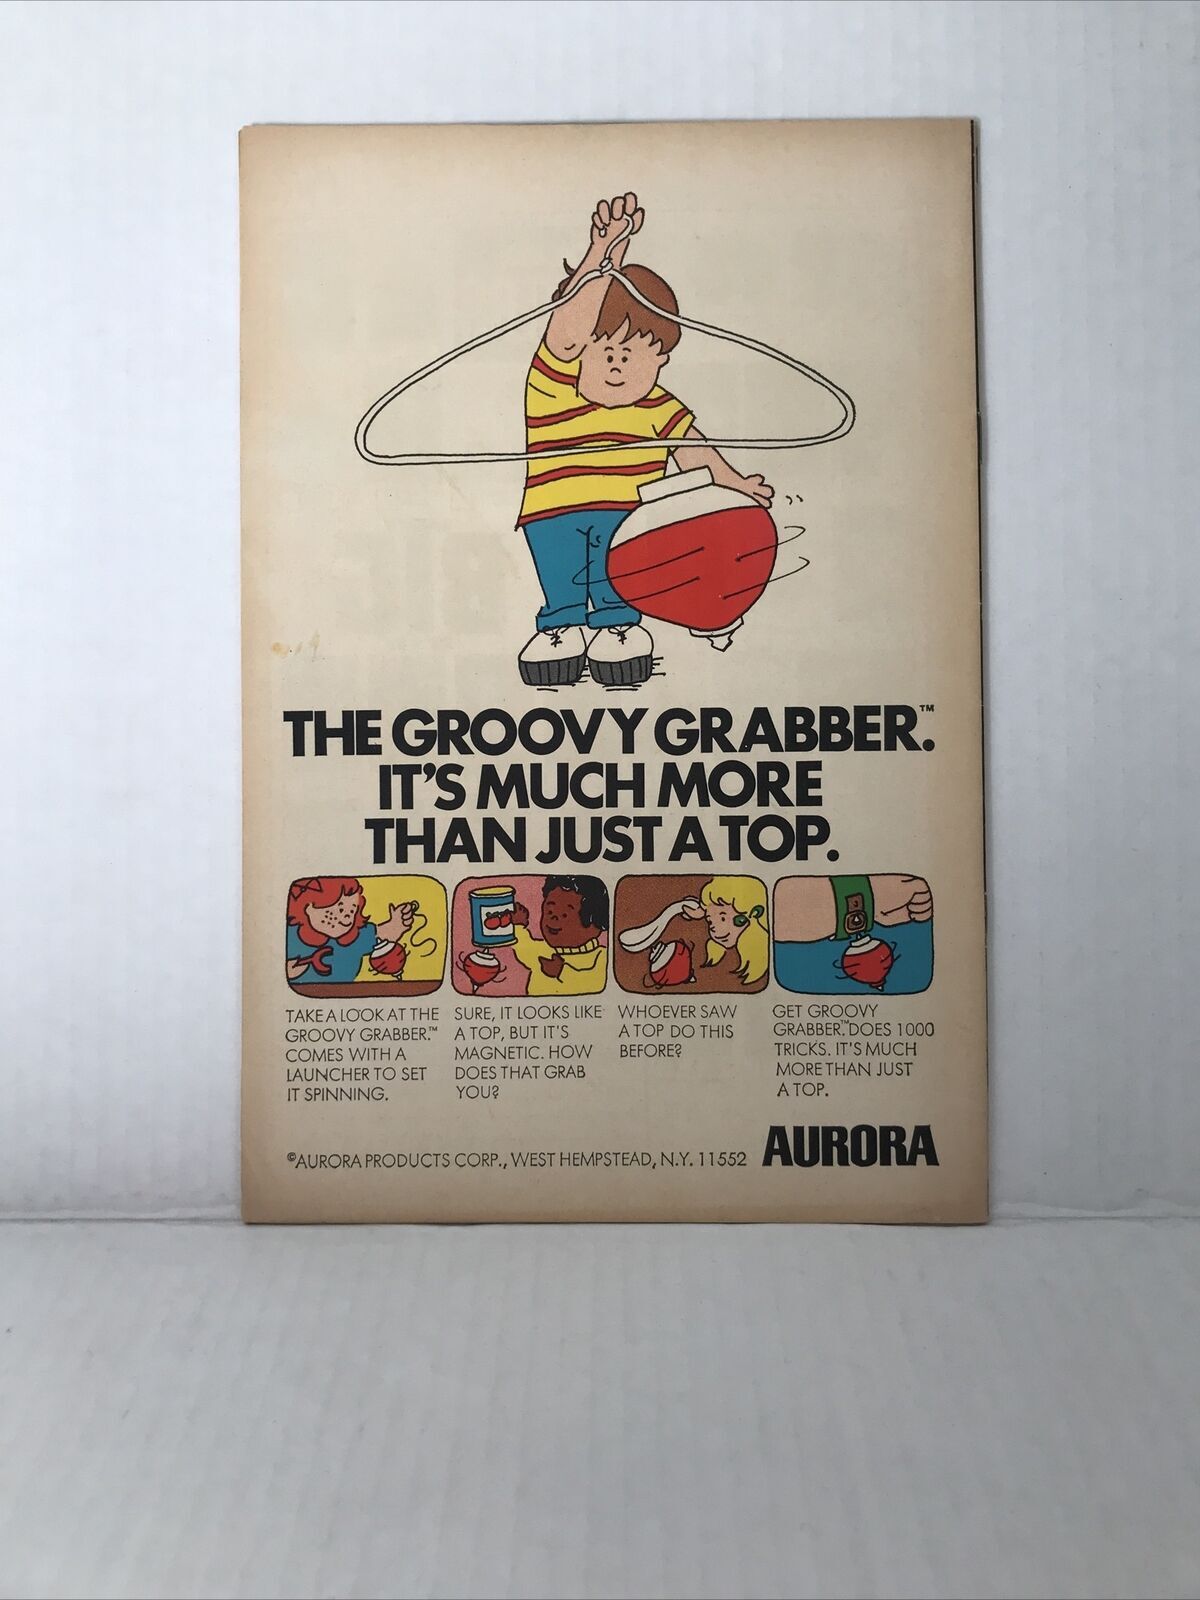 THE GROOVY GRABBER.™
IT'S MUCH MORE
THAN JUST A TOP.
TAKE A LOOK AT THE
GROOVY GRABBER.™
COMES WITH A
LAUNCHER TO SET
IT SPINNING.
SURE, IT LOOKS LIKE
A TOP, BUT IT'S
MAGNETIC. HOW
DOES THAT GRAB
YOU?
WHOEVER SAW
A TOP DO THIS
BEFORE?
GET GROOVY
GRABBER.™ DOES 1000
TRICKS. IT'S MUCH
MORE THAN JUST
A TOP.
©AURORA PRODUCTS CORP., WEST HEMPSTEAD, N.Y. 11552
AURORA